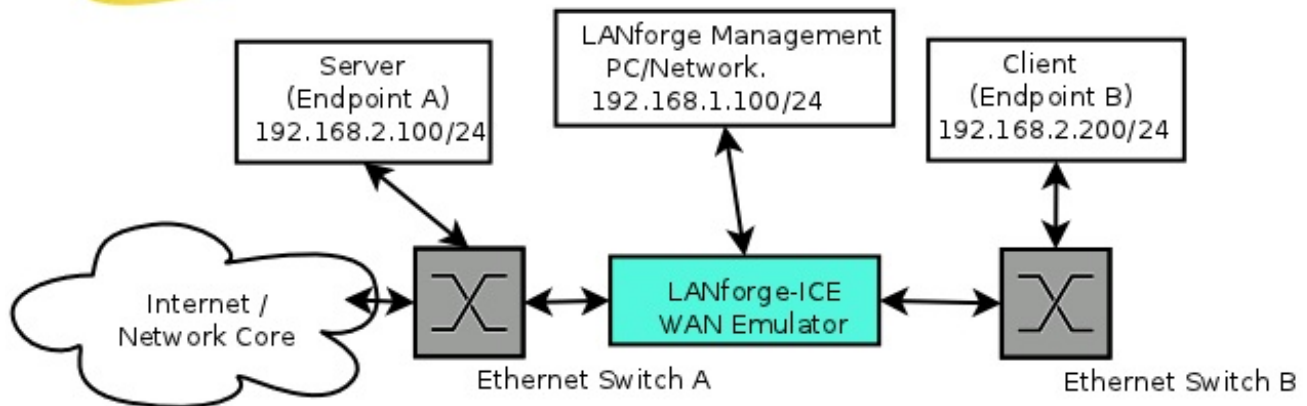 Server
(Endpoint A)
192.168.2.100/24
LANforge Management
PC/Network.
192.168.1.100/24
Client
(Endpoint B)
192.168.2.200/24
Internet /
Network Core
LANforge-ICE
WAN Emulator
Ethernet Switch A
Ethernet Switch B